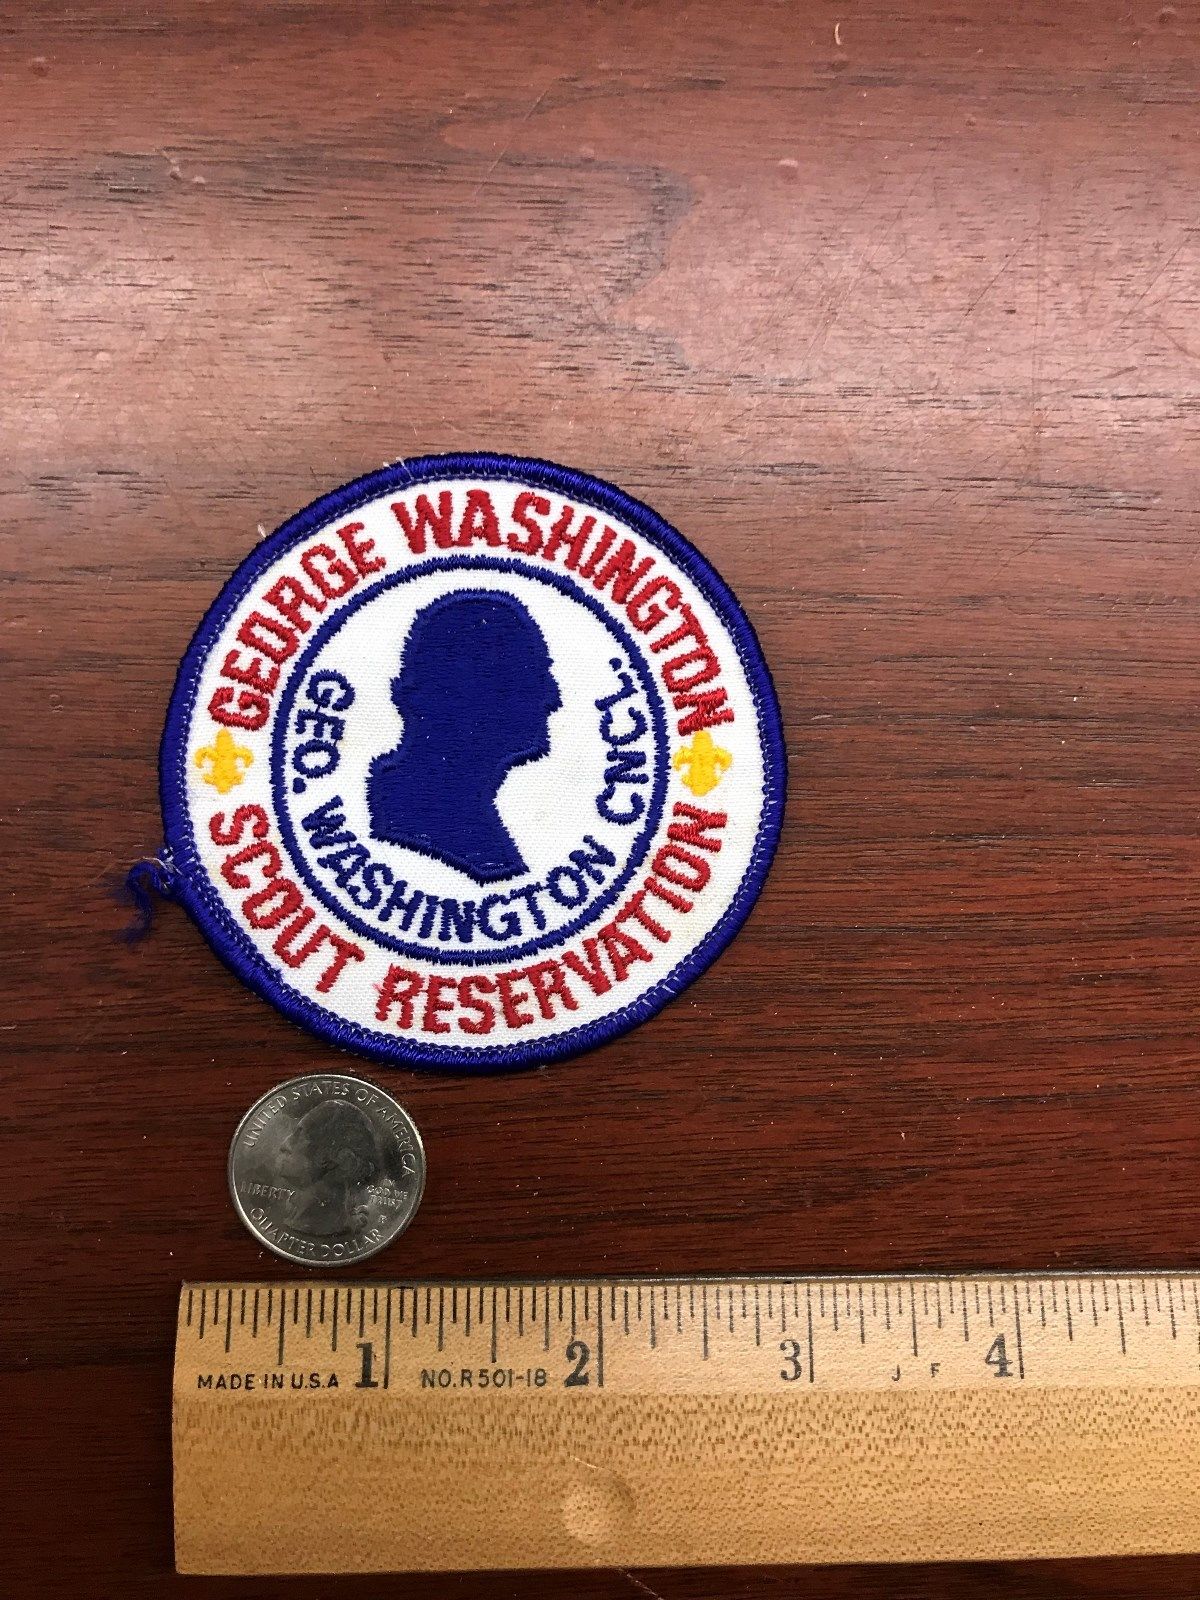 GEORGE WASHINGTON
SCOUT RESERVATION
GEO. WASHINGTON CNCL.
UNITED STATES OF AMERICA
LIBERTY
IN
GOD WE
TRUST
P
QUARTER DOLLAR
1 2 3 4
MADE IN U.S.A NO.R501-18 J F